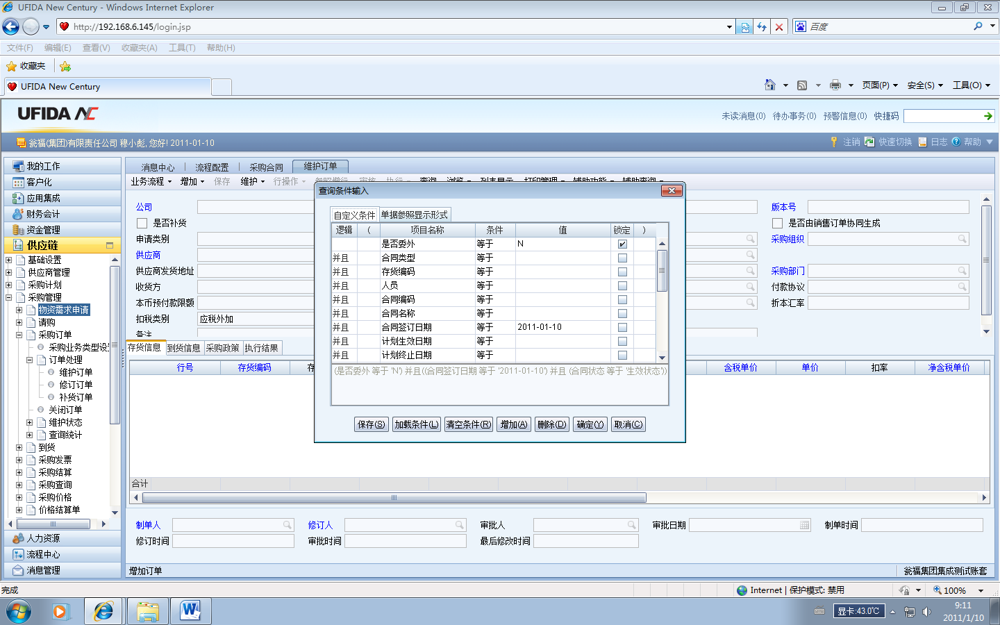 UFIDA New Century - Windows Internet Explorer
http://192.168.6.145/login.jsp
百度
文件(F) 编辑(E) 查看(V) 收藏夹(A) 工具(T) 帮助(H)
收藏夹
UFIDA New Century
页面(P) 安全(S) 工具(O)
UFIDA NC
未读消息(0) 待办事务(0) 预警信息(0) 快捷码
瓮福(集团)有限责任公司 穆小彪, 您好! 2011-01-10
注销 快速切换 日志 帮助
我的工作
客户化
应用集成
财务会计
资金管理
供应链
基础设置
供应商管理
采购计划
采购管理
物资需求申请
请购
采购订单
采购业务类型设
订单处理
维护订单
修订订单
补货订单
关闭订单
维护状态
查询统计
到货
采购发票
采购结算
采购查询
采购价格
价格结算单
人力资源
流程中心
消息管理
消息中心 流程配置 采购合同 维护订单
业务流程 增加 保存 维护 行操作 参照增行 审核 执行 查询 浏览 列表显示 打印管理 辅助功能 辅助查询
公司
是否补货
申请类别
供应商
供应商发货地址
收货方
本币预付款限额
扣税类别 应税外加
备注
版本号
是否由销售订单协同生成
采购组织
采购部门
付款协议
折本汇率
查询条件输入
自定义条件 单据参照显示形式
逻辑 ( 项目名称 条件 值 锁定 )
是否委外 等于 N
并且 合同类型 等于
并且 存货编码 等于
并且 人员 等于
并且 合同编码 等于
并且 合同名称 等于
并且 合同签订日期 等于 2011-01-10
并且 计划生效日期 等于
并且 计划终止日期 等于
(是否委外 等于 'N') 并且((合同签订日期 等于 '2011-01-10') 并且 (合同状态 等于 '生效状态'))
保存(S) 加载条件(L) 清空条件(R) 增加(A) 删除(D) 确定(Y) 取消(C)
存货信息 到货信息 采购政策 执行结果
行号 存货编码 存 含税单价 单价 扣率 净含税单价
合计
制单人 修订人 审批人 审批日期 制单时间
修订时间 审批时间 最后修改时间
增加订单 瓮福集团集成测试账套
完成 Internet | 保护模式: 禁用 100%
显卡:43.0℃
9:11
2011/1/10